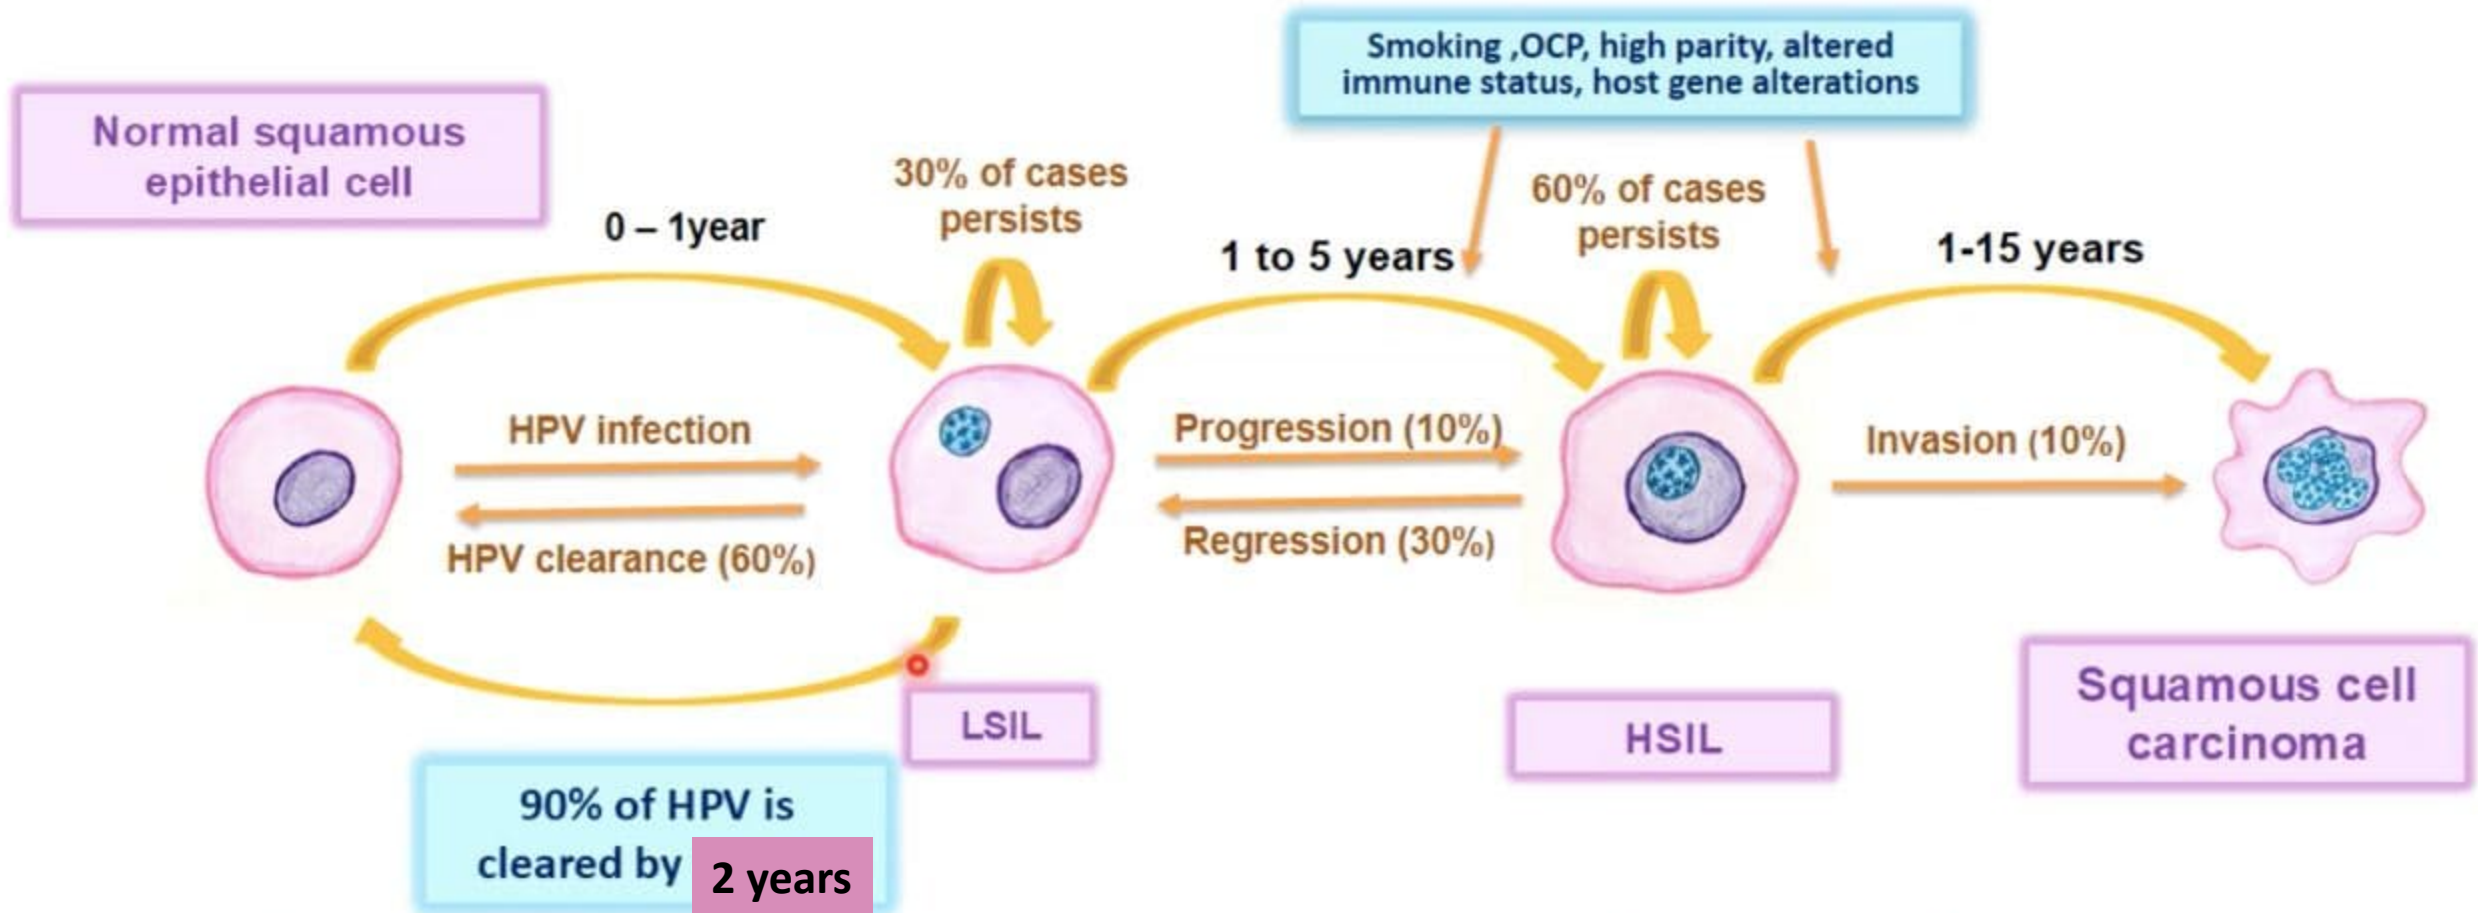 Smoking ,OCP, high parity, altered
immune status, host gene alterations
Normal squamous
epithelial cell
30% of cases
persists
60% of cases
persists
0 – 1year
1 to 5 years
1-15 years
HPV infection
HPV clearance (60%)
Progression (10%)
Regression (30%)
Invasion (10%)
LSIL
HSIL
Squamous cell
carcinoma
90% of HPV is
cleared by 2 years